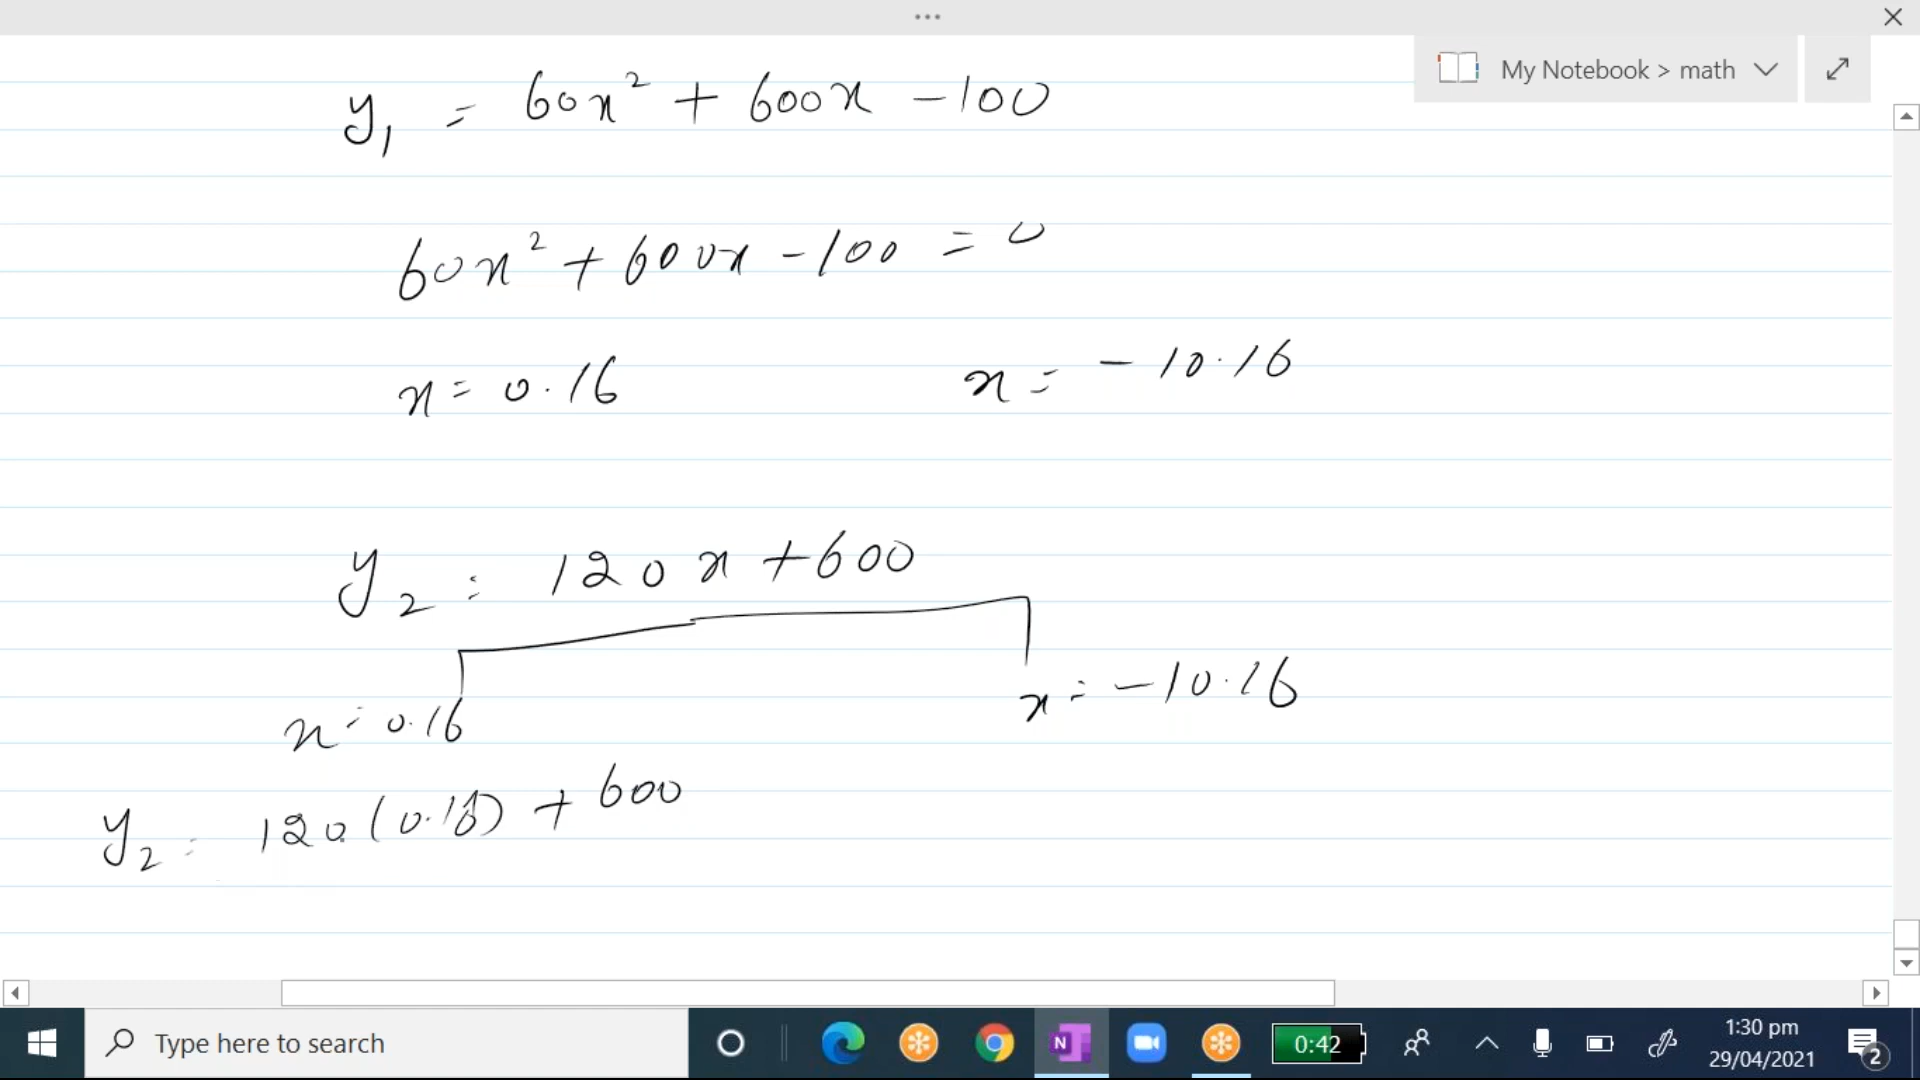 My Notebook > math
y₁ = 60x² + 600x - 100
60x² + 600x - 100 = 0
x = 0.16 x = - 10.16
y₂ = 120x + 600
x = 0.16 x = - 10.16
y₂ = 120(0.16) + 600
Type here to search
N
0:42
1:30 pm
29/04/2021
2